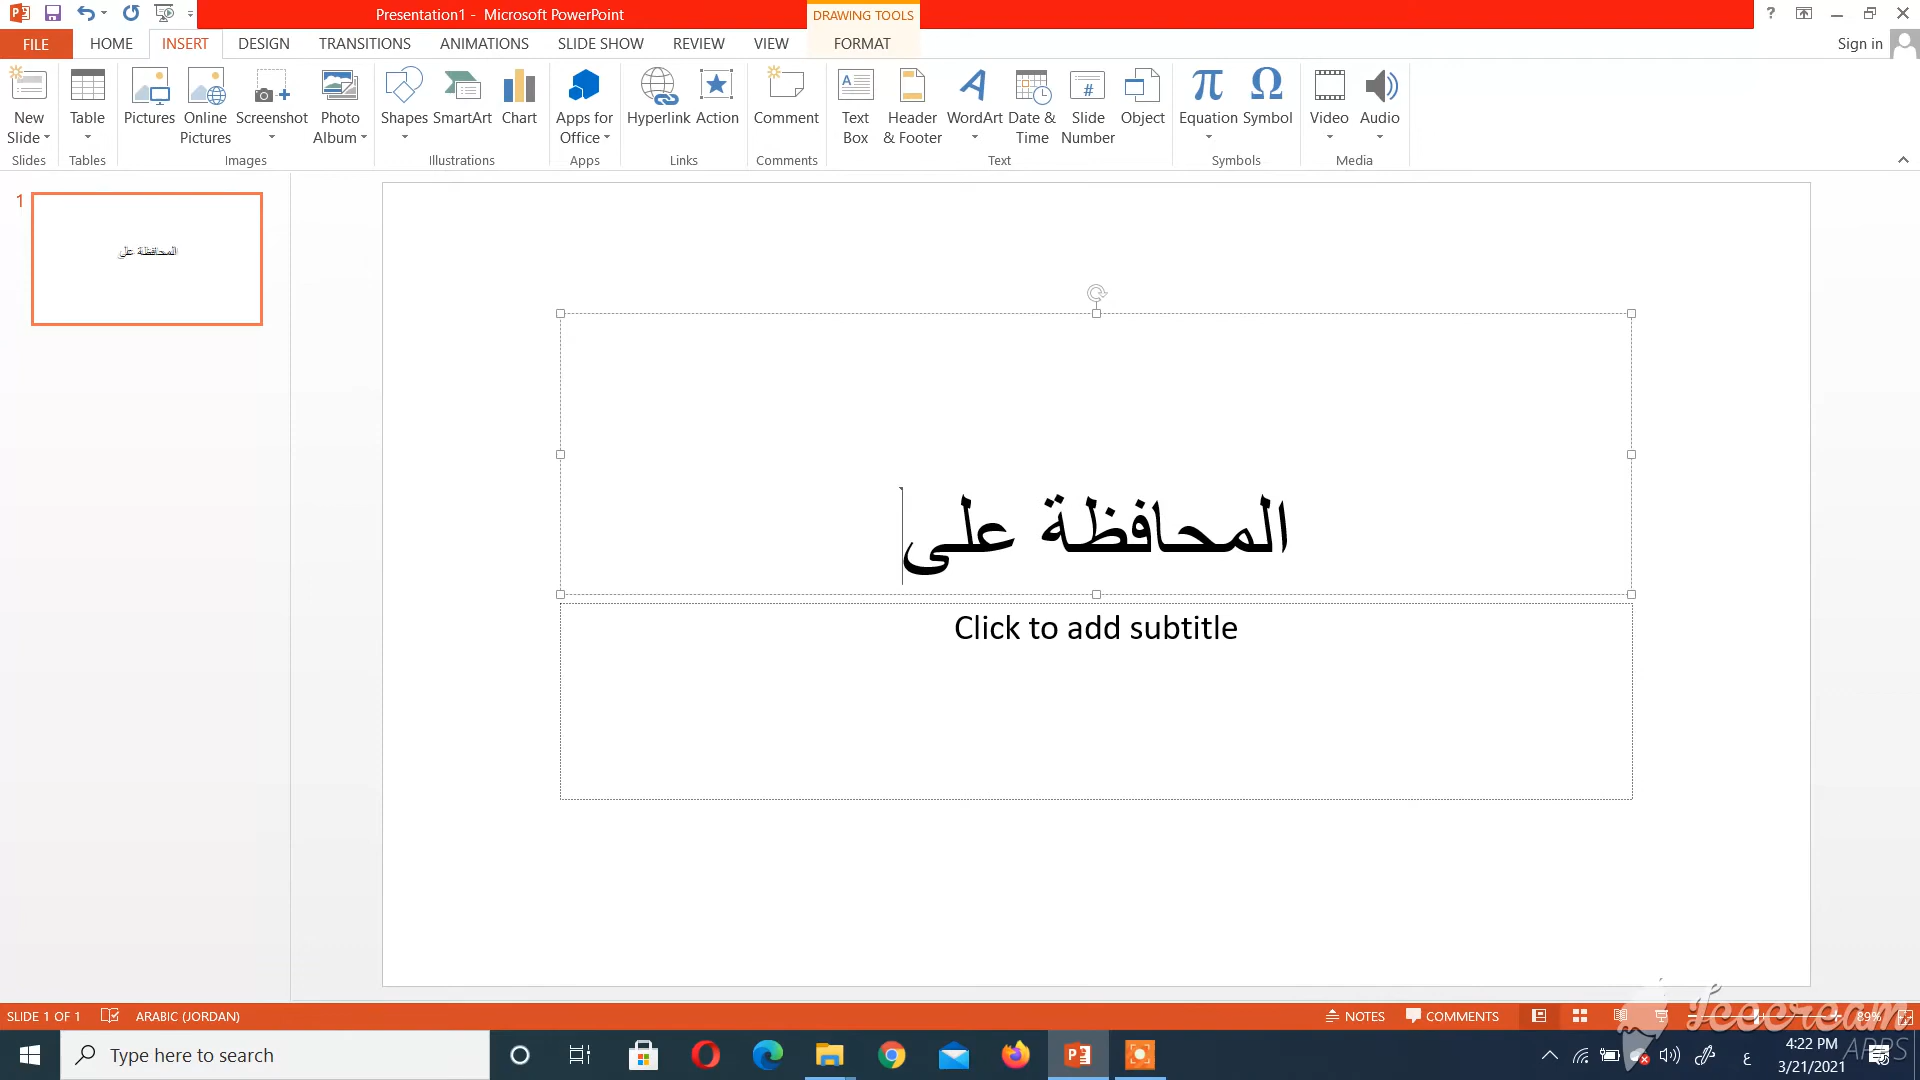 Presentation1 - Microsoft PowerPoint
DRAWING TOOLS
FILE HOME INSERT DESIGN TRANSITIONS ANIMATIONS SLIDE SHOW REVIEW VIEW FORMAT
Sign in
New Slide
Table
Pictures
Online Pictures
Screenshot
Photo Album
Shapes
SmartArt
Chart
Apps for Office
Hyperlink
Action
Comment
Text Box
Header & Footer
WordArt
Date & Time
Slide Number
Object
Equation
Symbol
Video
Audio
Slides Tables Images Illustrations Apps Links Comments Text Symbols Media
1
المحافظة على
المحافظة على
Click to add subtitle
SLIDE 1 OF 1 ARABIC (JORDAN) NOTES COMMENTS 89%
Icecream
APPS
Type here to search
ع
4:22 PM
3/21/2021